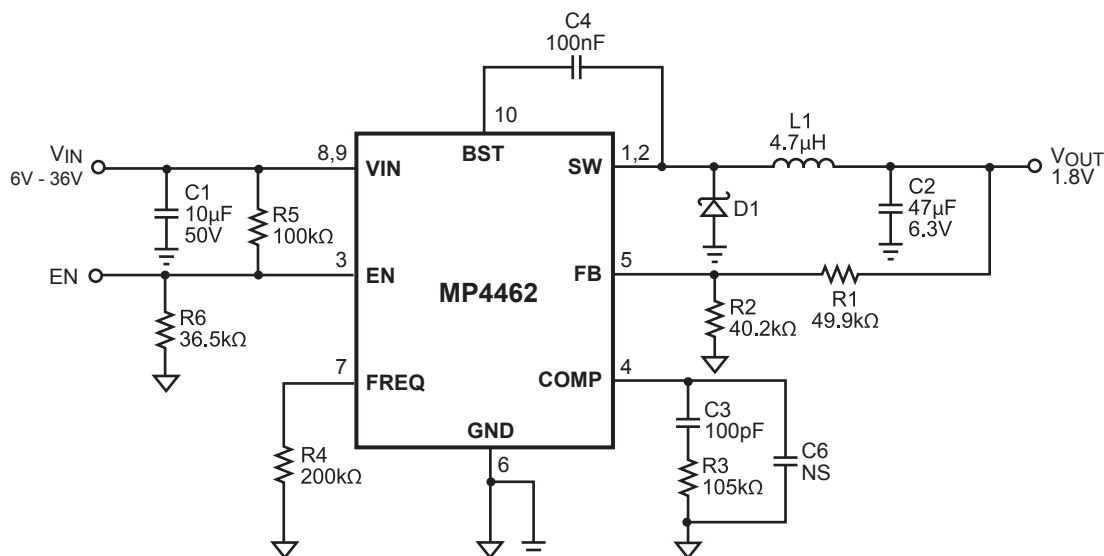 C4
100nF
10
L1
4.7µH
VIN
6V - 36V
8,9
VIN
BST
SW
1,2
VOUT
1.8V
C1
10µF
50V
R5
100kΩ
D1
C2
47µF
6.3V
EN
3
EN
MP4462
FB
5
R1
49.9kΩ
R2
40.2kΩ
R6
36.5kΩ
7
FREQ
COMP
4
C3
100pF
GND
6
R4
200kΩ
R3
105kΩ
C6
NS